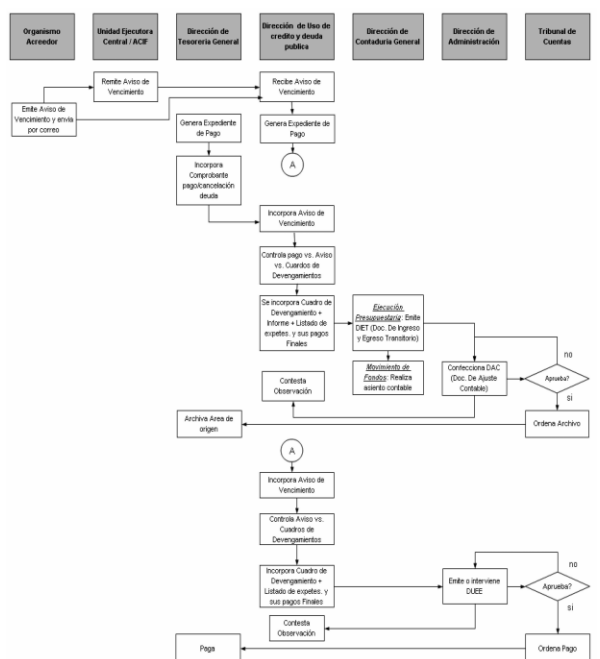 Organismo
Acreedor
Unidad Ejecutora
Central / ACIF
Dirección de
Tesorería General
Dirección de Uso de
credito y deuda
publica
Dirección de
Contaduría General
Dirección de
Administración
Tribunal de
Cuentas
Remite Aviso de
Vencimiento
Recibe Aviso de
Vencimiento
Emite Aviso de
Vencimiento y envía
por correo
Genera Expediente
de Pago
Genera Expediente de
Pago
Incorpora
Comprobante
pago/cancelación
deuda
A
Incorpora Aviso de
Vencimiento
Controla pago vs. Aviso
vs. Cuardos de
Devengamientos
Se incorpora Cuadro de
Devengamiento +
Informe + Listado de
expetes. y sus pagos
Finales
Ejecución
Presupuestaria: Emite
DIET (Doc. De Ingreso
y Egreso Transitorio)
Movimiento de
Fondos: Realiza
asiento contable
Confecciona DAC
(Doc. De Ajuste
Contable)
no
Aprueba?
si
Contesta
Observación
Archiva Area de
origen
Ordena Archivo
A
Incorpora Aviso de
Vencimiento
Controla Aviso vs.
Cuadros de
Devengamientos
Incorpora Cuadro de
Devengamiento +
Listado de expetes. y
sus pagos Finales
Emite o interviene
DUEE
no
Aprueba?
si
Contesta
Observación
Paga
Ordena Pago